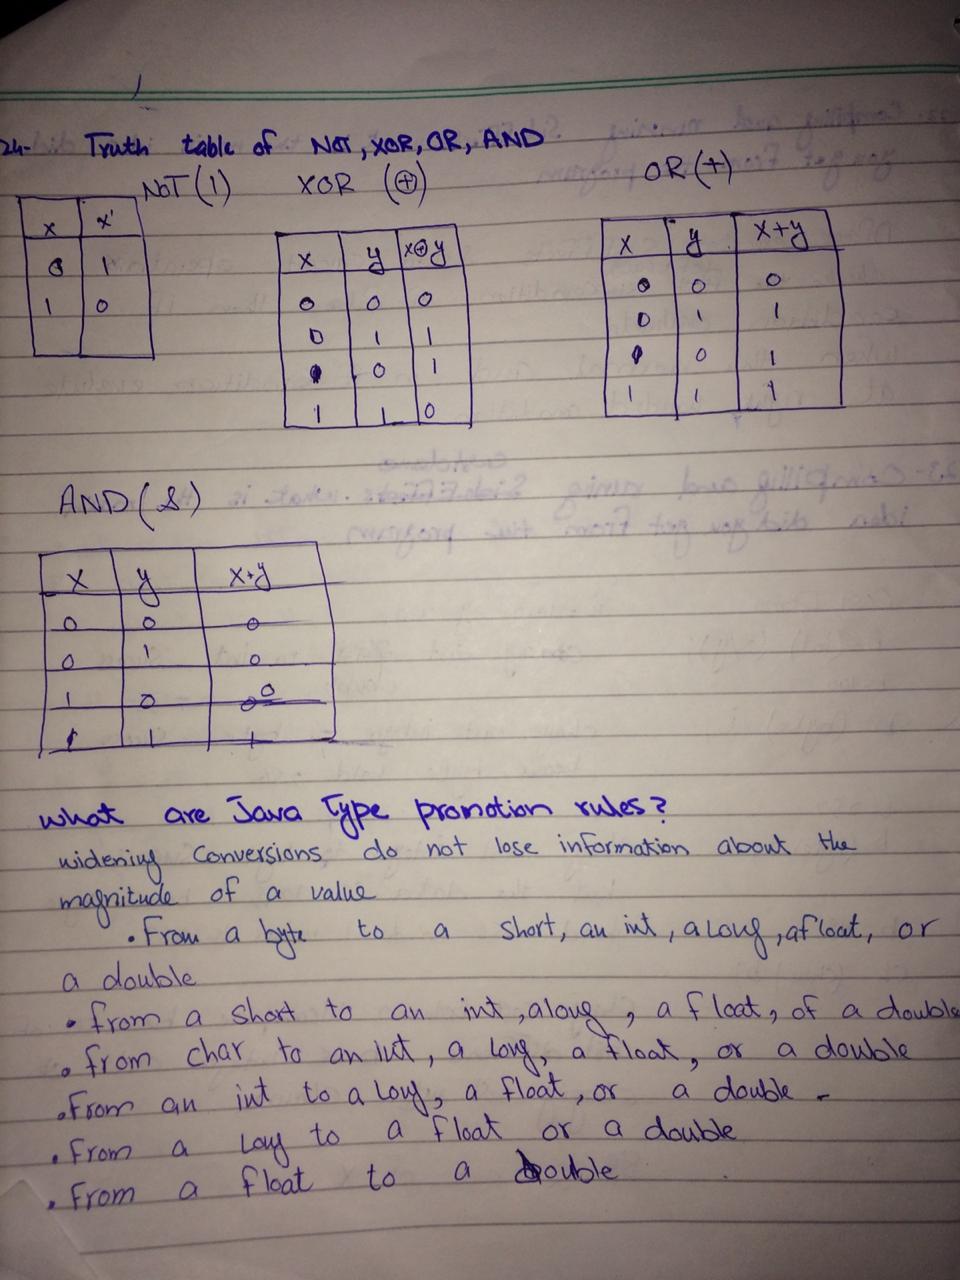 24- Truth table of NOT, XOR, OR, AND
NOT (1) XOR (⊕) OR (+)
x x'
0 1
1 0
x y x⊕y
0 0 0
0 1 1
1 0 1
1 1 0
x y x+y
0 0 0
0 1 1
1 0 1
1 1 1
AND (&)
x y x+y
0 0 0
0 1 0
1 0 0
1 1 1
what are Java Type promotion rules?
widening conversions do not lose information about the
magnitude of a value
• From a byte to a short, an int, a long, a float, or
a double
• from a short to an int, a long, a float, of a double
• from char to an int, a long, a float, or a double
• From an int to a long, a float, or a double -
• From a Long to a float or a double
• From a float to a double